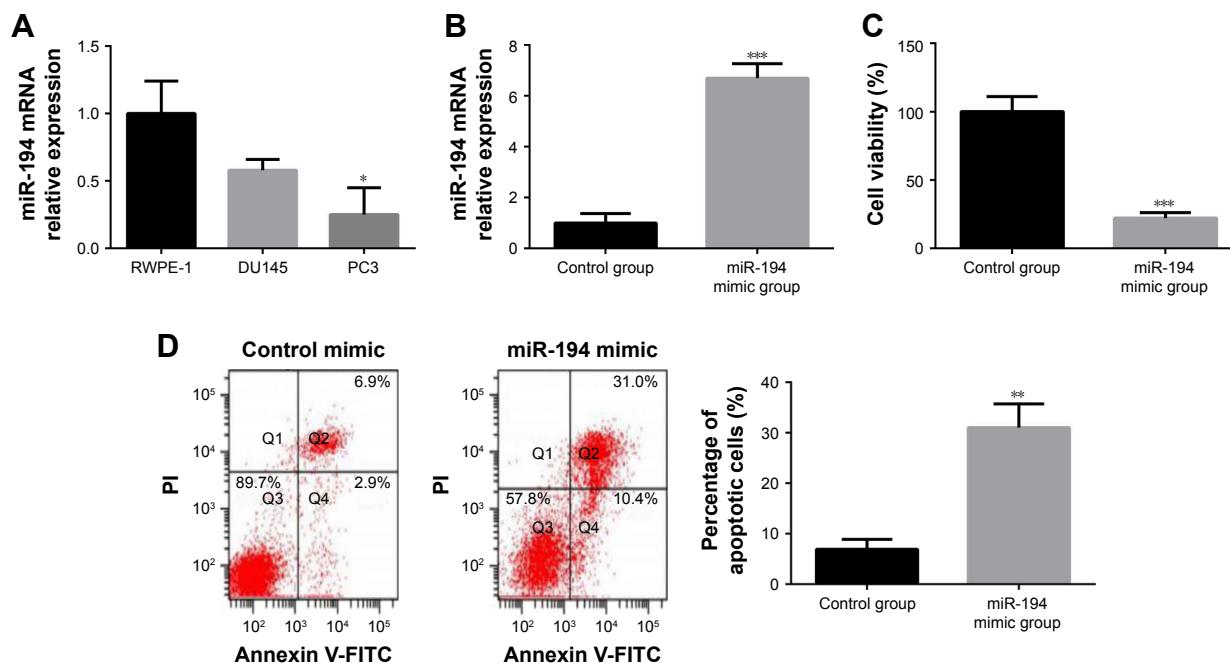 A
miR-194 mRNA
relative expression
1.5
1.0
0.5
0.0
*
RWPE-1
DU145
PC3
B
miR-194 mRNA
relative expression
8
6
4
2
0
***
Control group
miR-194
mimic group
C
Cell viability (%)
150
100
50
0
***
Control group
miR-194
mimic group
D
Control mimic
6.9%
Q1
Q2
89.7%
2.9%
Q3
Q4
PI
10⁵
10⁴
10³
10²
10² 10³ 10⁴ 10⁵
Annexin V-FITC
miR-194 mimic
31.0%
Q1
Q2
57.8%
10.4%
Q3
Q4
PI
10⁵
10⁴
10³
10²
10² 10³ 10⁴ 10⁵
Annexin V-FITC
Percentage of
apoptotic cells (%)
40
30
20
10
0
**
Control group
miR-194
mimic group